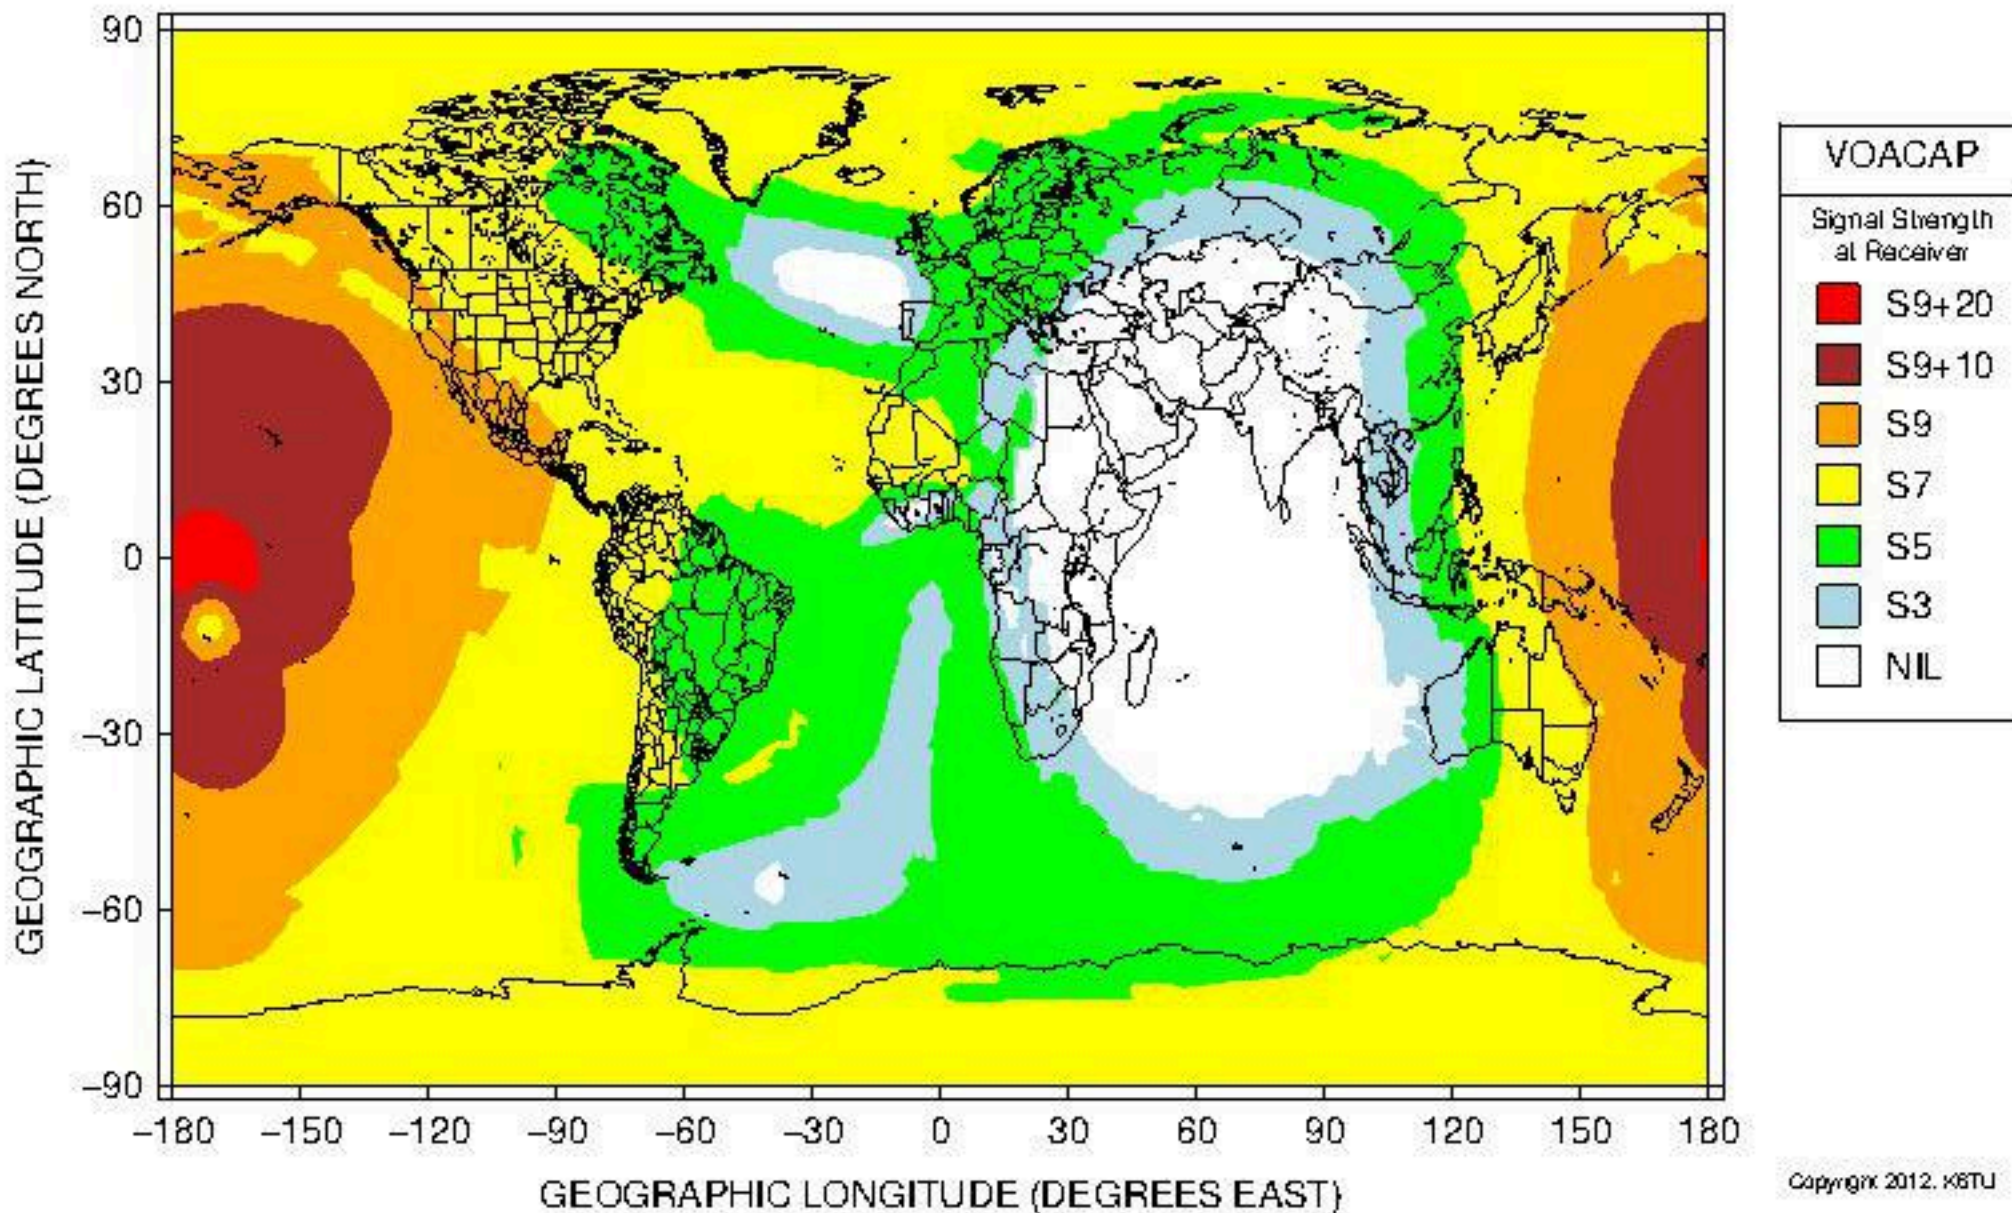 90
60
30
0
−30
−60
−90
GEOGRAPHIC LATITUDE (DEGREES NORTH)
−180 −150 −120 −90 −60 −30 0 30 60 90 120 150 180
GEOGRAPHIC LONGITUDE (DEGREES EAST)
VOACAP
Signal Strength
at Receiver
S9+20
S9+10
S9
S7
S5
S3
NIL
Copyright 2012, K6TU